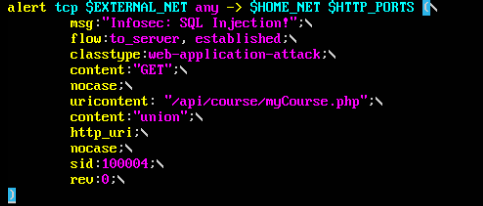 alert tcp $EXTERNAL_NET any -> $HOME_NET $HTTP_PORTS (\
msg:"Infosec: SQL Injection!";\
flow:to_server, established;\
classtype:web-application-attack;\
content:"GET";\
nocase;\
uricontent: "/api/course/myCourse.php";\
content:"union";\
http_uri;\
nocase;\
sid:100004;\
rev:0;\
)